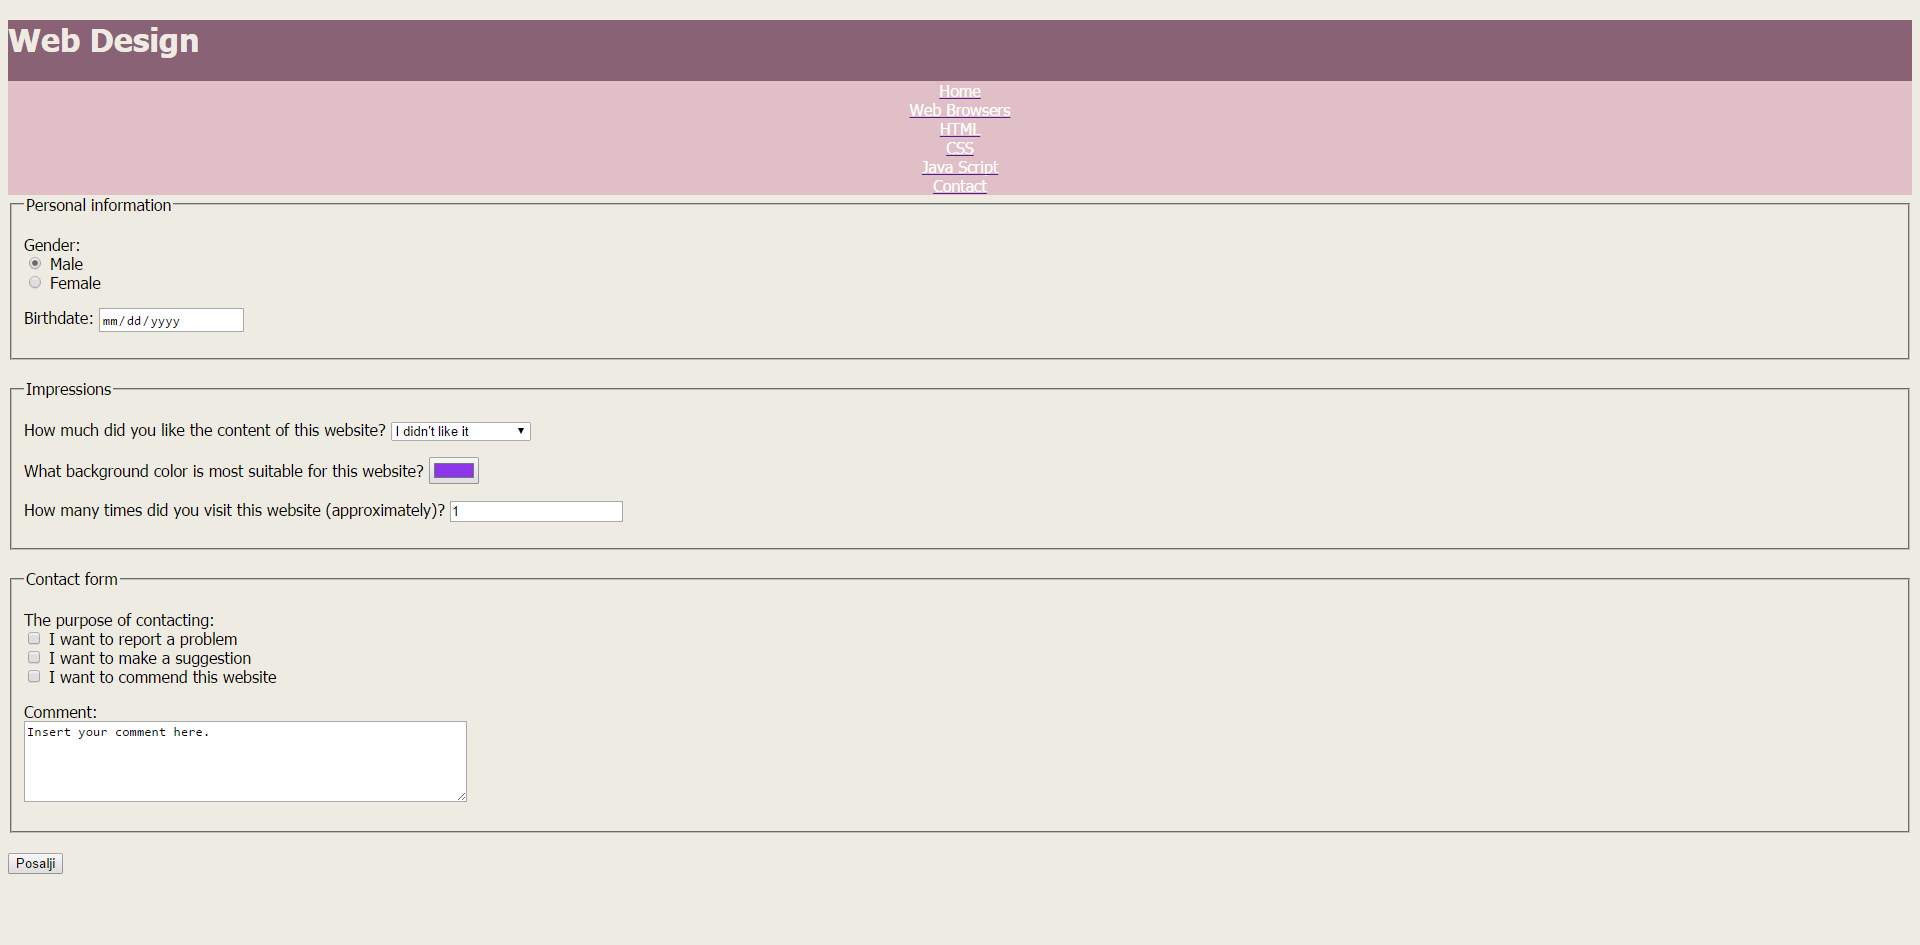 Web Design
Home
Web Browsers
HTML
CSS
Java Script
Contact
Personal information
Gender:
Male
Female
Birthdate: mm/dd/yyyy
Impressions
How much did you like the content of this website? I didn't like it
What background color is most suitable for this website?
How many times did you visit this website (approximately)? 1
Contact form
The purpose of contacting:
I want to report a problem
I want to make a suggestion
I want to commend this website
Comment:
Insert your comment here.
Posalji